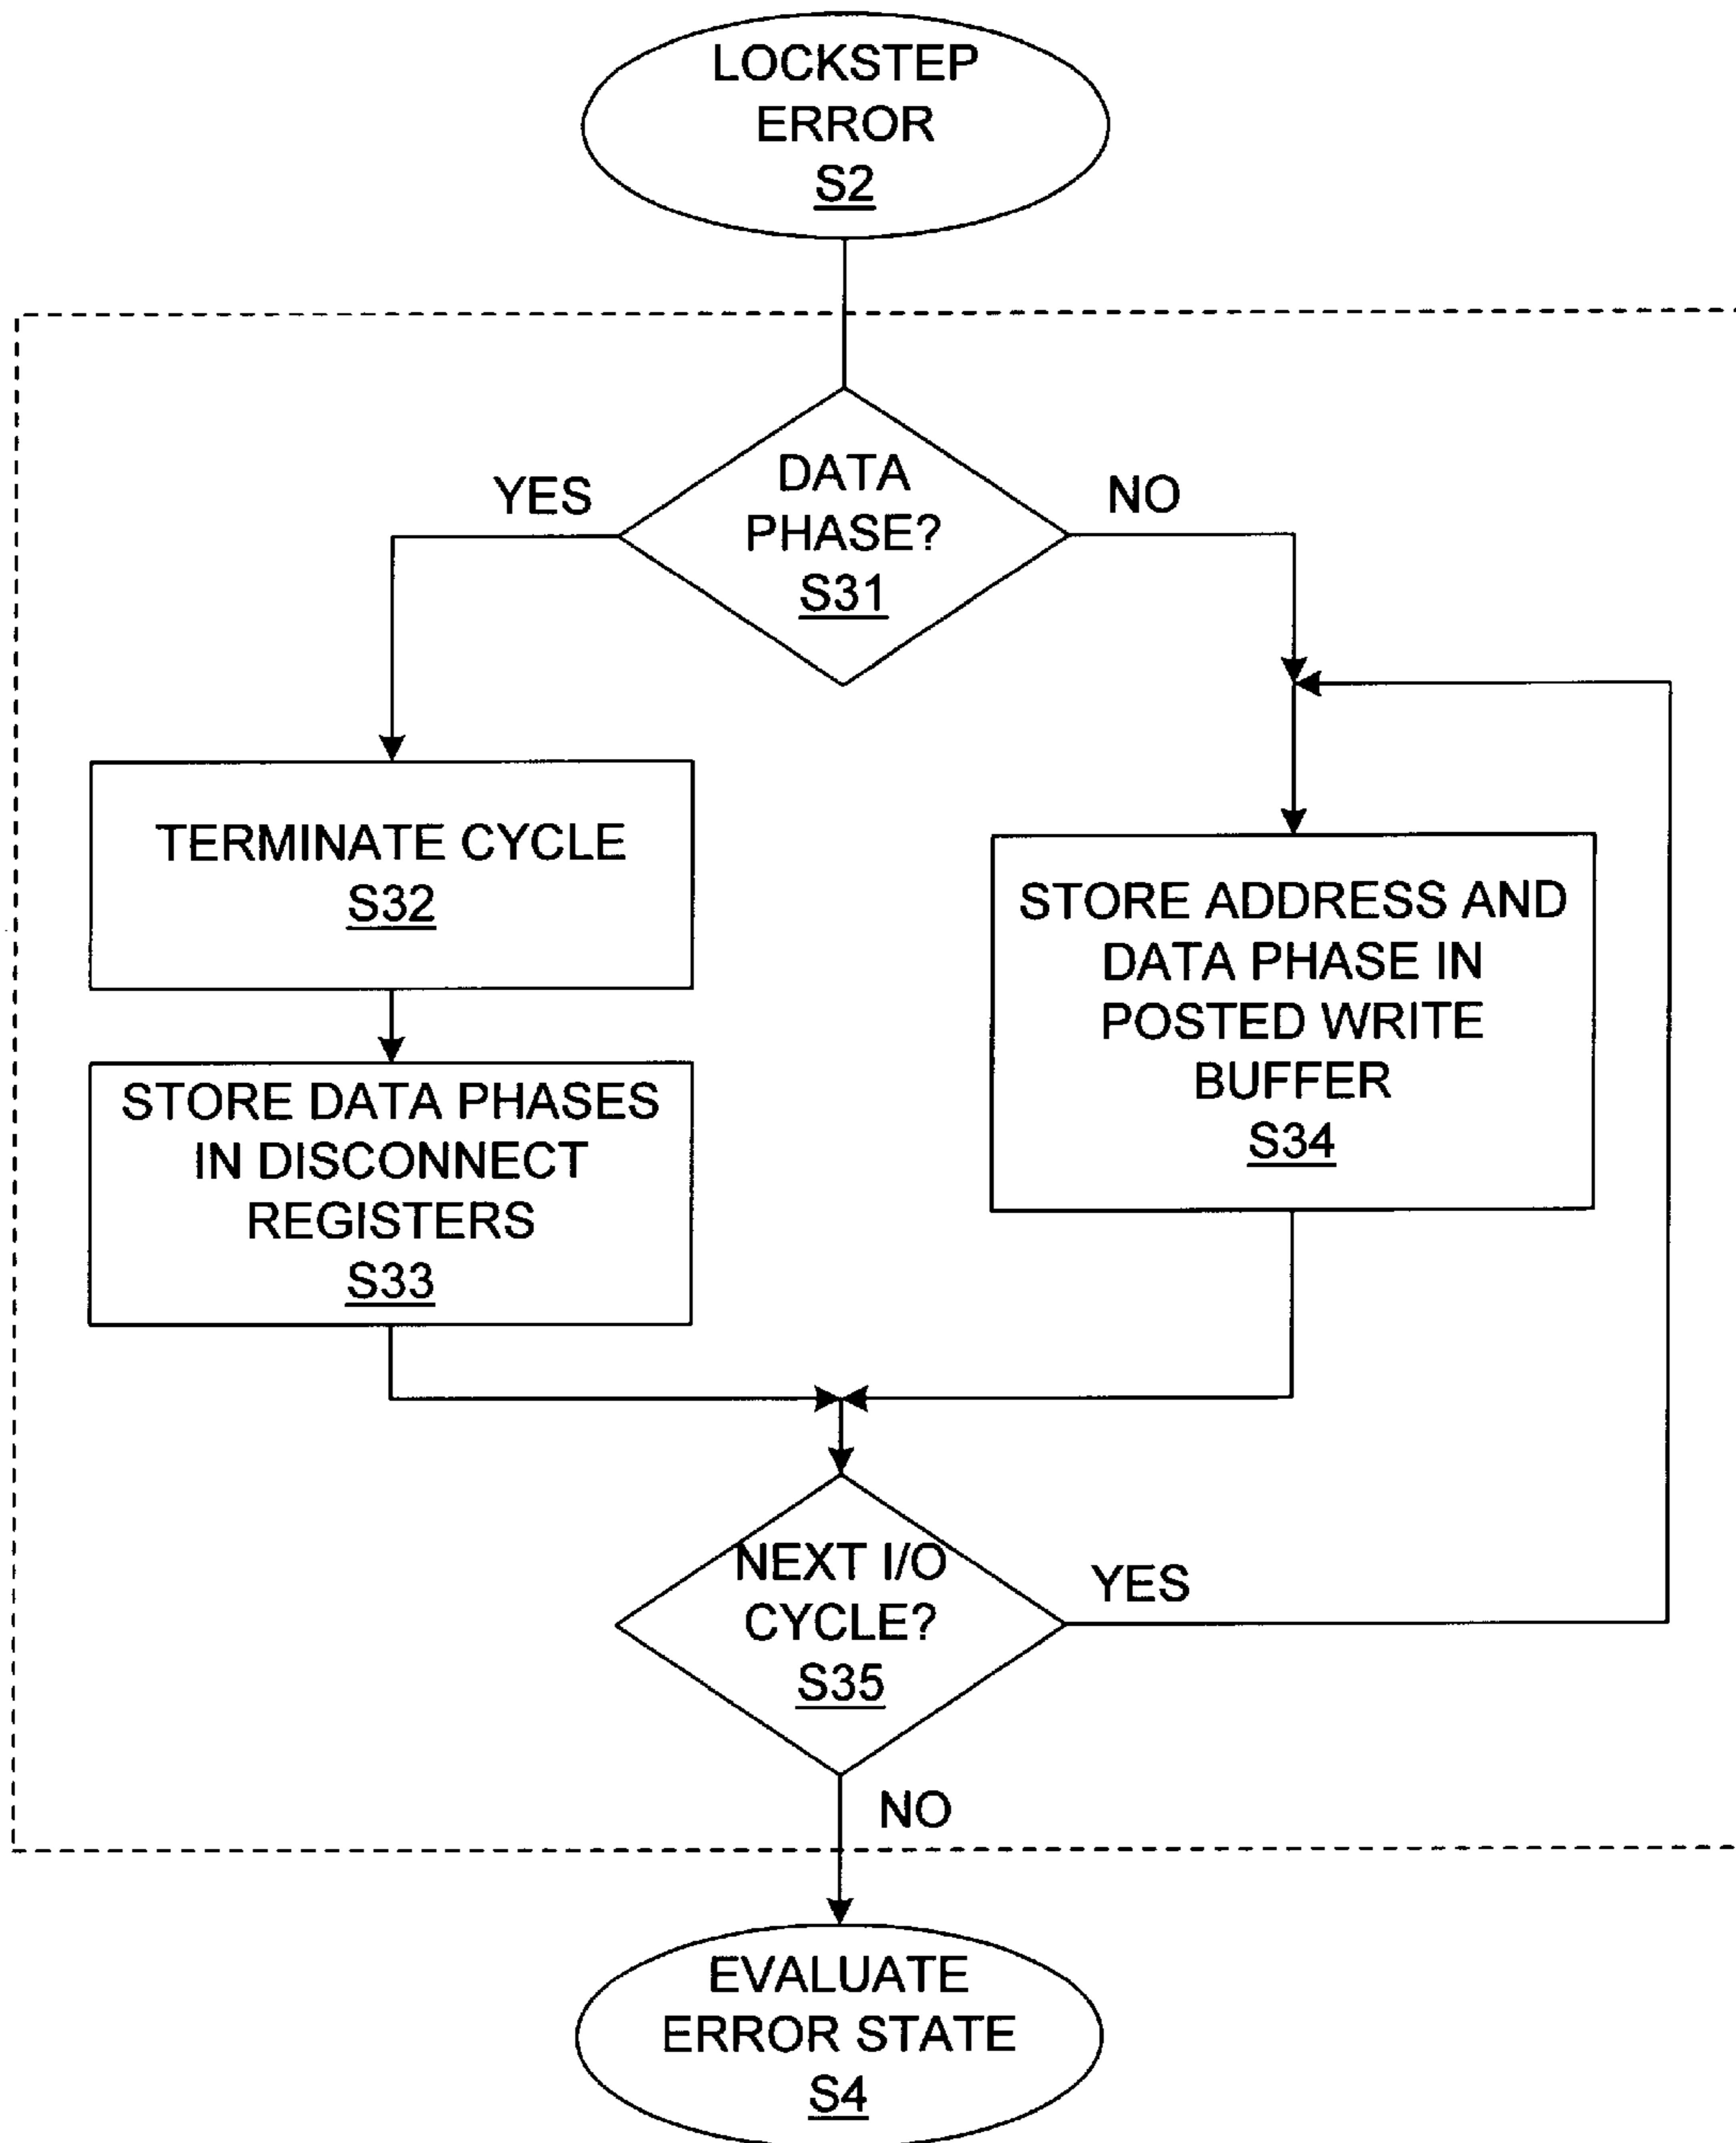 LOCKSTEP
ERROR
S2
DATA
PHASE?
S31
YES
NO
TERMINATE CYCLE
S32
STORE DATA PHASES
IN DISCONNECT
REGISTERS
S33
STORE ADDRESS AND
DATA PHASE IN
POSTED WRITE
BUFFER
S34
NEXT I/O
CYCLE?
S35
YES
NO
EVALUATE
ERROR STATE
S4